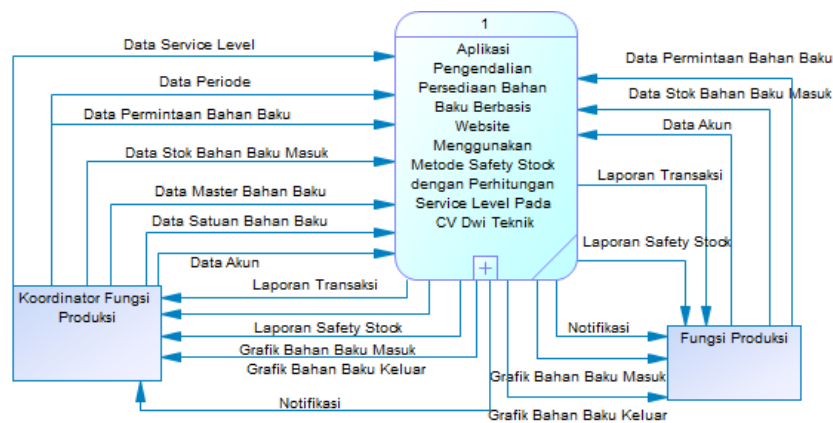 1
Aplikasi
Pengendalian
Persediaan Bahan
Baku Berbasis
Website
Menggunakan
Metode Safety Stock
dengan Perhitungan
Service Level Pada
CV Dwi Teknik
Data Service Level
Data Periode
Data Permintaan Bahan Baku
Data Stok Bahan Baku Masuk
Data Master Bahan Baku
Data Satuan Bahan Baku
Data Akun
Laporan Transaksi
Laporan Safety Stock
Grafik Bahan Baku Masuk
Grafik Bahan Baku Keluar
Notifikasi
Koordinator Fungsi
Produksi
Data Permintaan Bahan Baku
Data Stok Bahan Baku Masuk
Data Akun
Laporan Transaksi
Laporan Safety Stock
Notifikasi
Grafik Bahan Baku Masuk
Grafik Bahan Baku Keluar
Fungsi Produksi